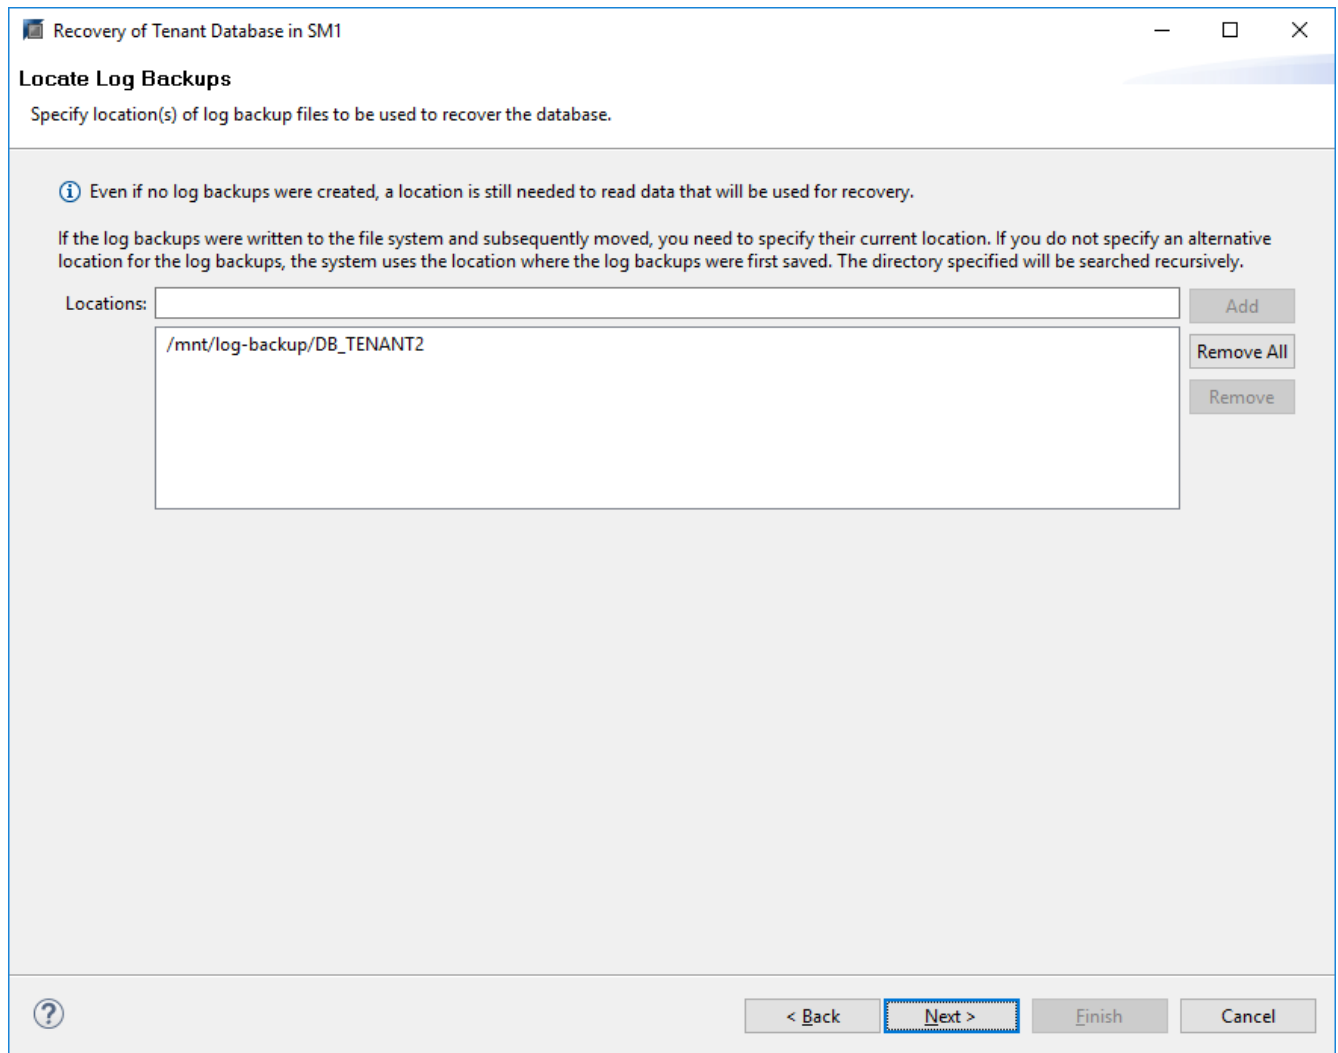 Recovery of Tenant Database in SM1
Locate Log Backups
Specify location(s) of log backup files to be used to recover the database.
Even if no log backups were created, a location is still needed to read data that will be used for recovery.
If the log backups were written to the file system and subsequently moved, you need to specify their current location. If you do not specify an alternative
location for the log backups, the system uses the location where the log backups were first saved. The directory specified will be searched recursively.
Locations:
Add
/mnt/log-backup/DB_TENANT2
Remove All
Remove
< Back
Next >
Finish
Cancel